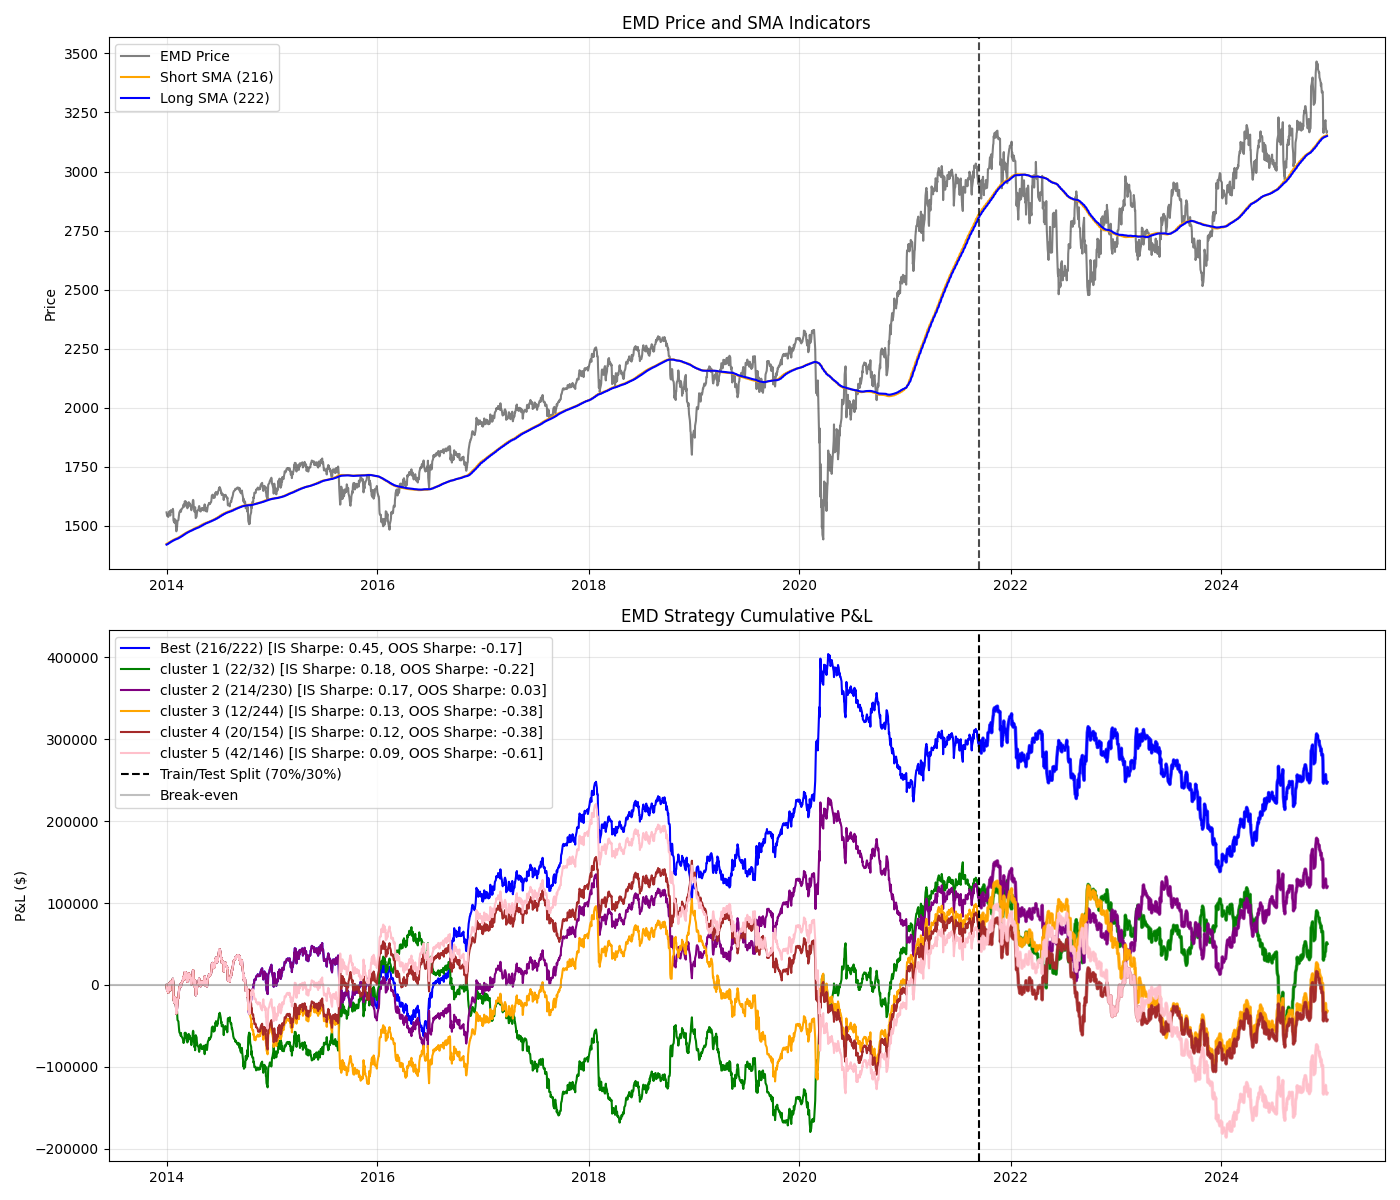 EMD Price and SMA Indicators
EMD Price
Short SMA (216)
Long SMA (222)
3500
3250
3000
2750
2500
2250
2000
1750
1500
Price
2014
2016
2018
2020
2022
2024
EMD Strategy Cumulative P&L
Best (216/222) [IS Sharpe: 0.45, OOS Sharpe: -0.17]
cluster 1 (22/32) [IS Sharpe: 0.18, OOS Sharpe: -0.22]
cluster 2 (214/230) [IS Sharpe: 0.17, OOS Sharpe: 0.03]
cluster 3 (12/244) [IS Sharpe: 0.13, OOS Sharpe: -0.38]
cluster 4 (20/154) [IS Sharpe: 0.12, OOS Sharpe: -0.38]
cluster 5 (42/146) [IS Sharpe: 0.09, OOS Sharpe: -0.61]
Train/Test Split (70%/30%)
Break-even
400000
300000
200000
100000
0
−100000
−200000
P&L ($)
2014
2016
2018
2020
2022
2024